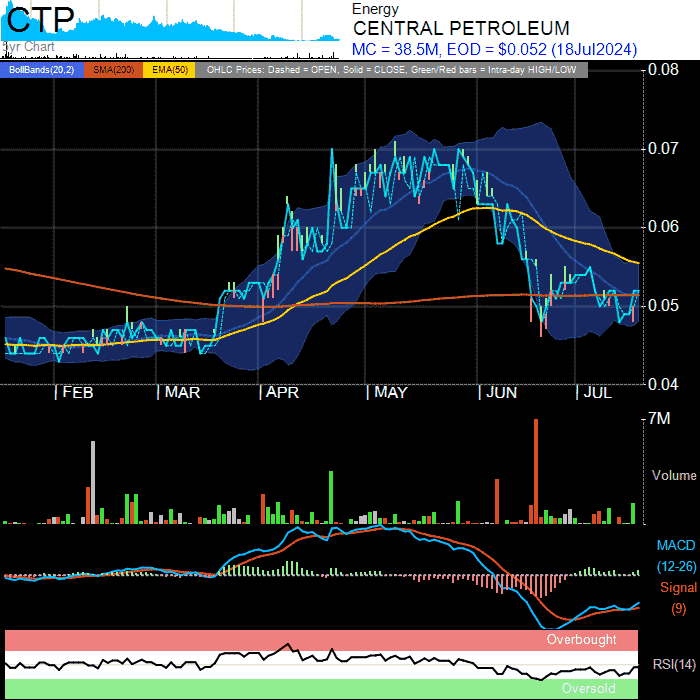 CTP
5yr Chart
Energy
CENTRAL PETROLEUM
MC = 38.5M, EOD = $0.052 (18Jul2024)
BollBands(20,2) SMA(200) EMA(50) OHLC Prices: Dashed = OPEN, Solid = CLOSE, Green/Red bars = Intra-day HIGH/LOW
0.08
0.07
0.06
0.05
0.04
FEB MAR APR MAY JUN JUL
7M
Volume
MACD
(12-26)
Signal
(9)
Overbought
RSI(14)
Oversold